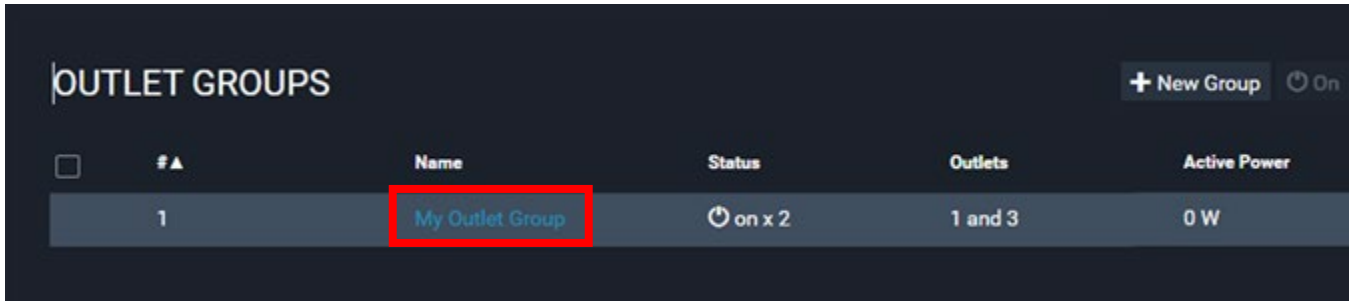 OUTLET GROUPS
+ New Group On
#▲ Name Status Outlets Active Power
1 My Outlet Group on x 2 1 and 3 0 W